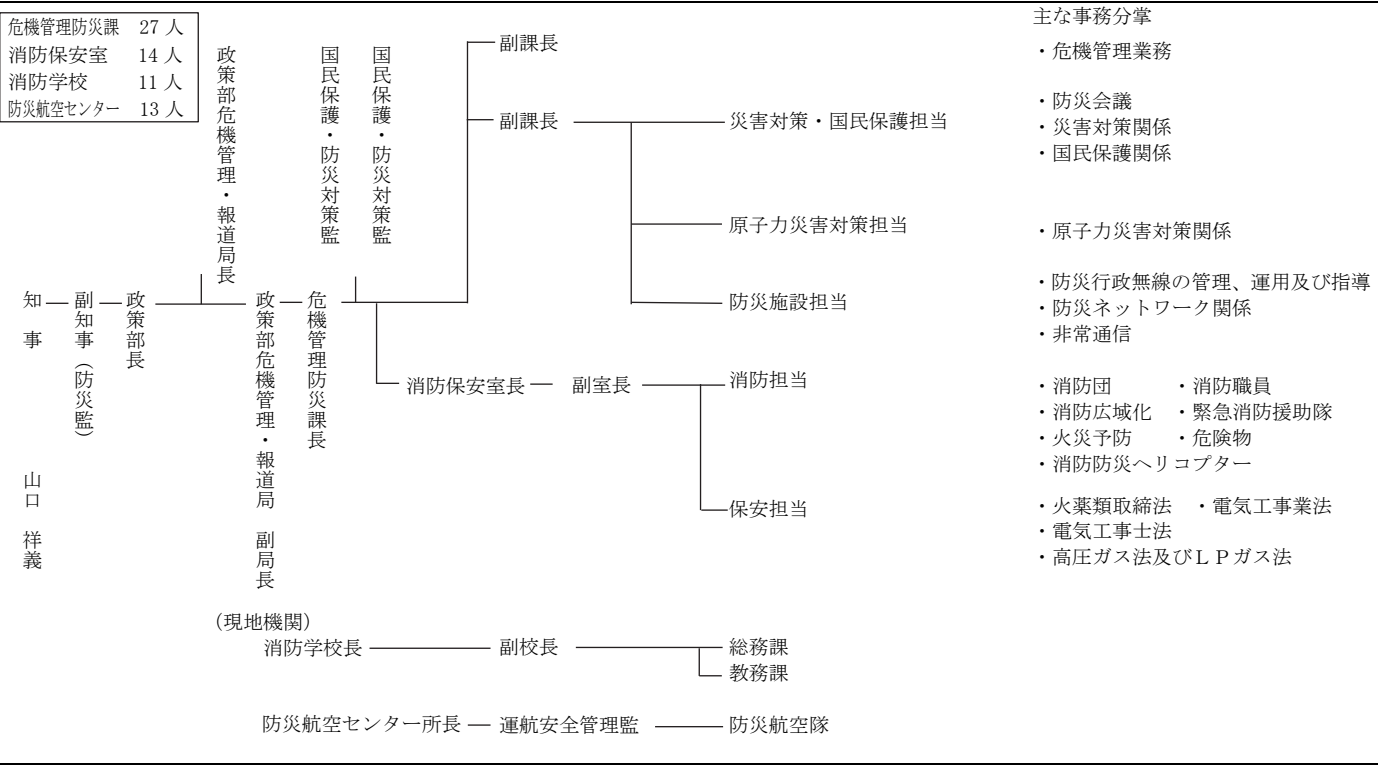 危機管理防災課 27人
消防保安室 14人
消防学校 11人
防災航空センター 13人
知事 山口 祥義
副知事（防災監）
政策部長
政策部危機管理・報道局長
政策部危機管理・報道局 副局長
危機管理防災課長
国民保護・防災対策監
国民保護・防災対策監
副課長
副課長
災害対策・国民保護担当
原子力災害対策担当
防災施設担当
消防保安室長
副室長
消防担当
保安担当
主な事務分掌
・危機管理業務
・防災会議
・災害対策関係
・国民保護関係
・原子力災害対策関係
・防災行政無線の管理、運用及び指導
・防災ネットワーク関係
・非常通信
・消防団 ・消防職員
・消防広域化 ・緊急消防援助隊
・火災予防 ・危険物
・消防防災ヘリコプター
・火薬類取締法 ・電気工事業法
・電気工事士法
・高圧ガス法及びＬＰガス法
(現地機関)
消防学校長 副校長 総務課
教務課
防災航空センター所長 運航安全管理監 防災航空隊